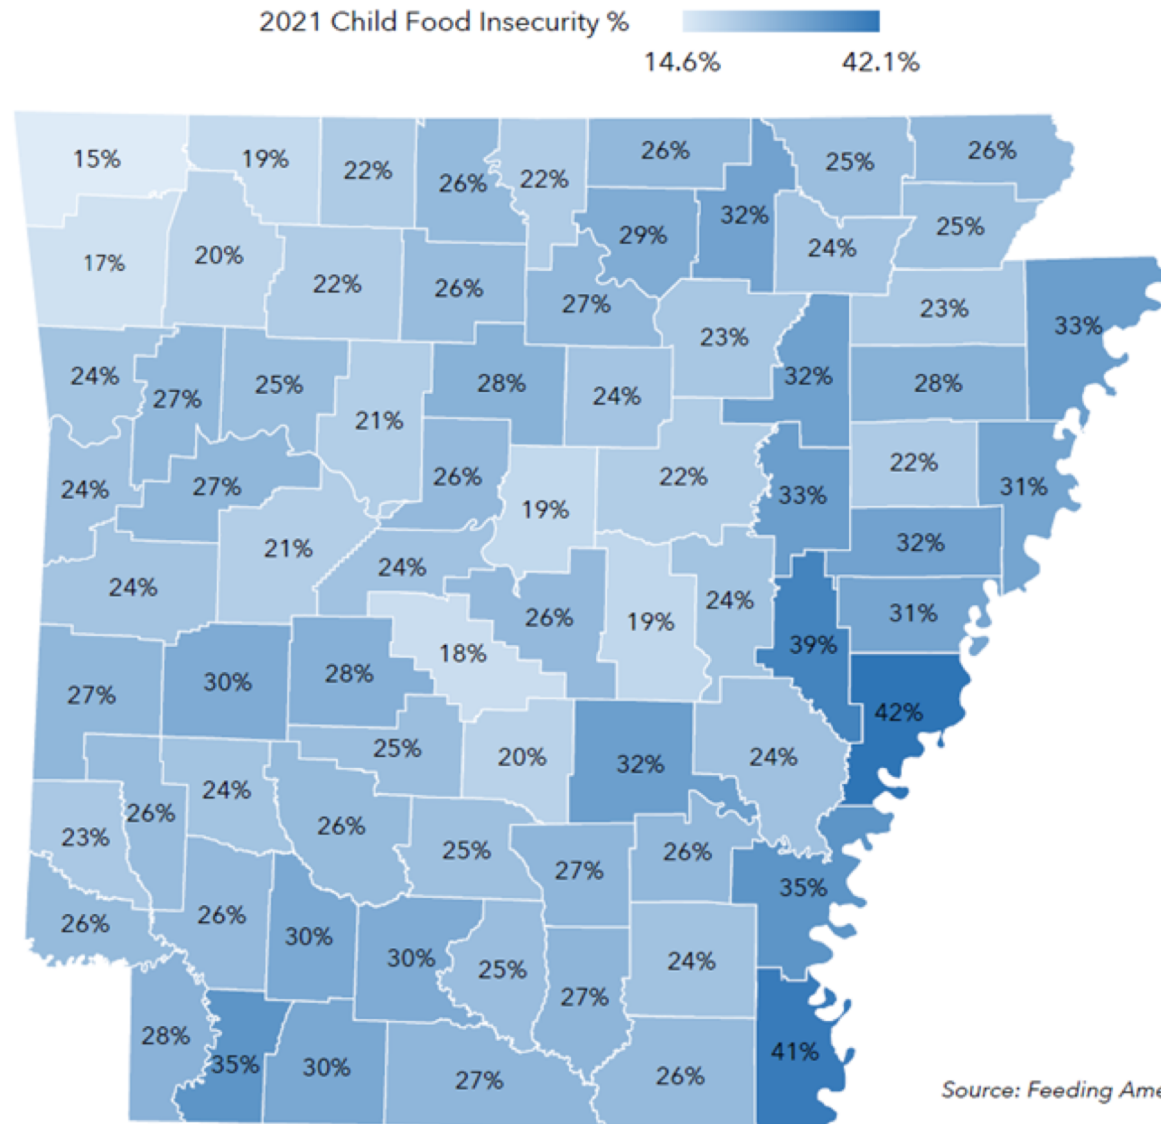 2021 Child Food Insecurity %
14.6% 42.1%
15% 19% 22% 26% 22% 26% 25% 26%
17% 20% 22% 26% 27% 29% 32% 24% 25%
23% 33%
24% 27% 25% 21% 28% 24% 23% 32% 28%
24% 27% 26% 19% 22% 33% 22% 31%
24% 21% 24% 26% 19% 24% 32%
39% 31%
27% 30% 28% 18% 42%
25% 20% 32% 24%
23% 26% 24% 26% 25% 27% 26% 35%
26% 26% 30% 30% 25% 27% 24%
28% 35% 30% 27% 26% 41%
Source: Feeding Ame